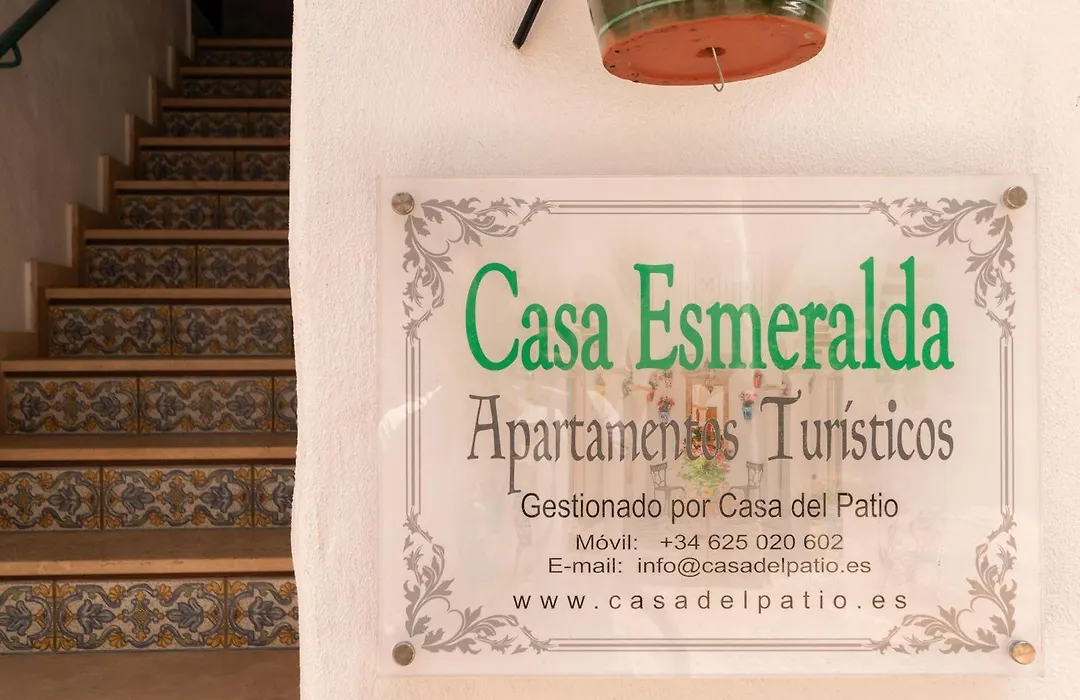 Casa Esmeralda
Apartamentos Turísticos
Gestionado por Casa del Patio
Móvil: +34 625 020 602
E-mail: info@casadelpatio.es
www.casadelpatio.es